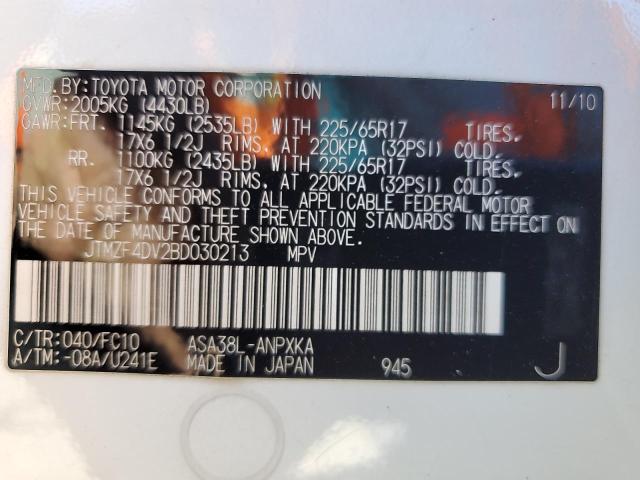 MFD.BY:TOYOTA MOTOR CORPORATION 11/10
GVWR:2005KG (4430LB)
GAWR:FRT. 1145KG (2535LB) WITH 225/65R17 TIRES.
17X6 1/2J RIMS. AT 220KPA (32PSI) COLD.
RR. 1100KG (2435LB) WITH 225/65R17 TIRES.
17X6 1/2J RIMS. AT 220KPA (32PSI) COLD.
THIS VEHICLE CONFORMS TO ALL APPLICABLE FEDERAL MOTOR
VEHICLE SAFETY AND THEFT PREVENTION STANDARDS IN EFFECT ON
THE DATE OF MANUFACTURE SHOWN ABOVE.
JTMZF4DV2BD030213 MPV
C/TR:040/FC10 ASA38L-ANPXKA
A/TM:-08A/U241E MADE IN JAPAN 945 J